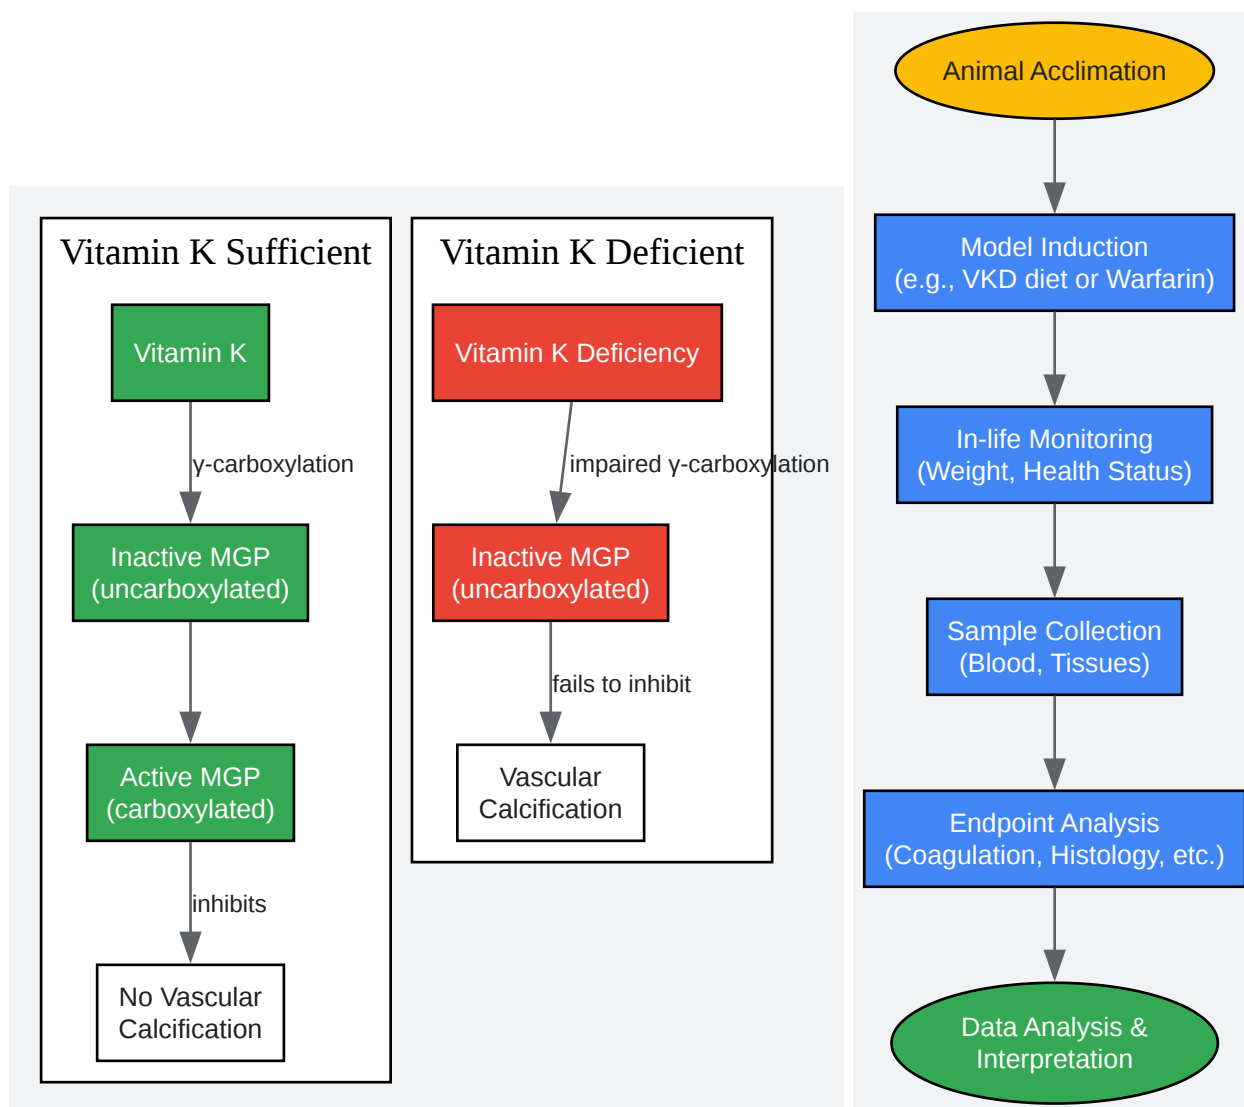 Vitamin K Sufficient
Vitamin K
γ-carboxylation
Inactive MGP
(uncarboxylated)
Active MGP
(carboxylated)
inhibits
No Vascular
Calcification
Vitamin K Deficient
Vitamin K Deficiency
impaired γ-carboxylation
Inactive MGP
(uncarboxylated)
fails to inhibit
Vascular
Calcification
Animal Acclimation
Model Induction
(e.g., VKD diet or Warfarin)
In-life Monitoring
(Weight, Health Status)
Sample Collection
(Blood, Tissues)
Endpoint Analysis
(Coagulation, Histology, etc.)
Data Analysis &
Interpretation